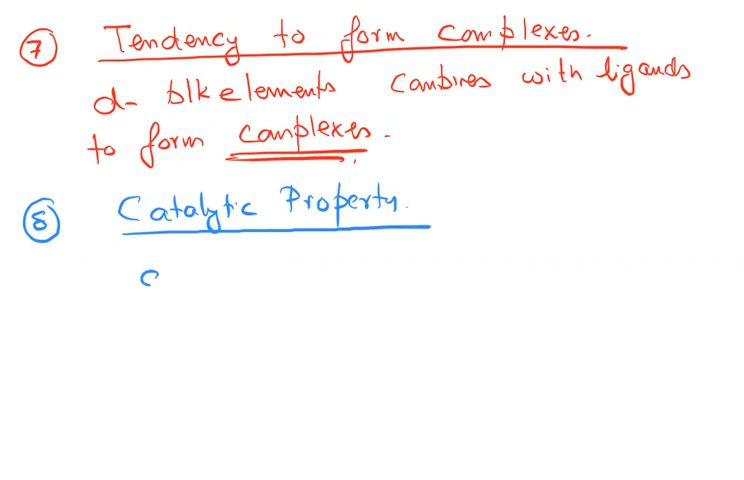 ⑦ Tendency to form complexes.
d- blk elements combines with ligands
to form complexes.
⑧ Catalytic Property.
C